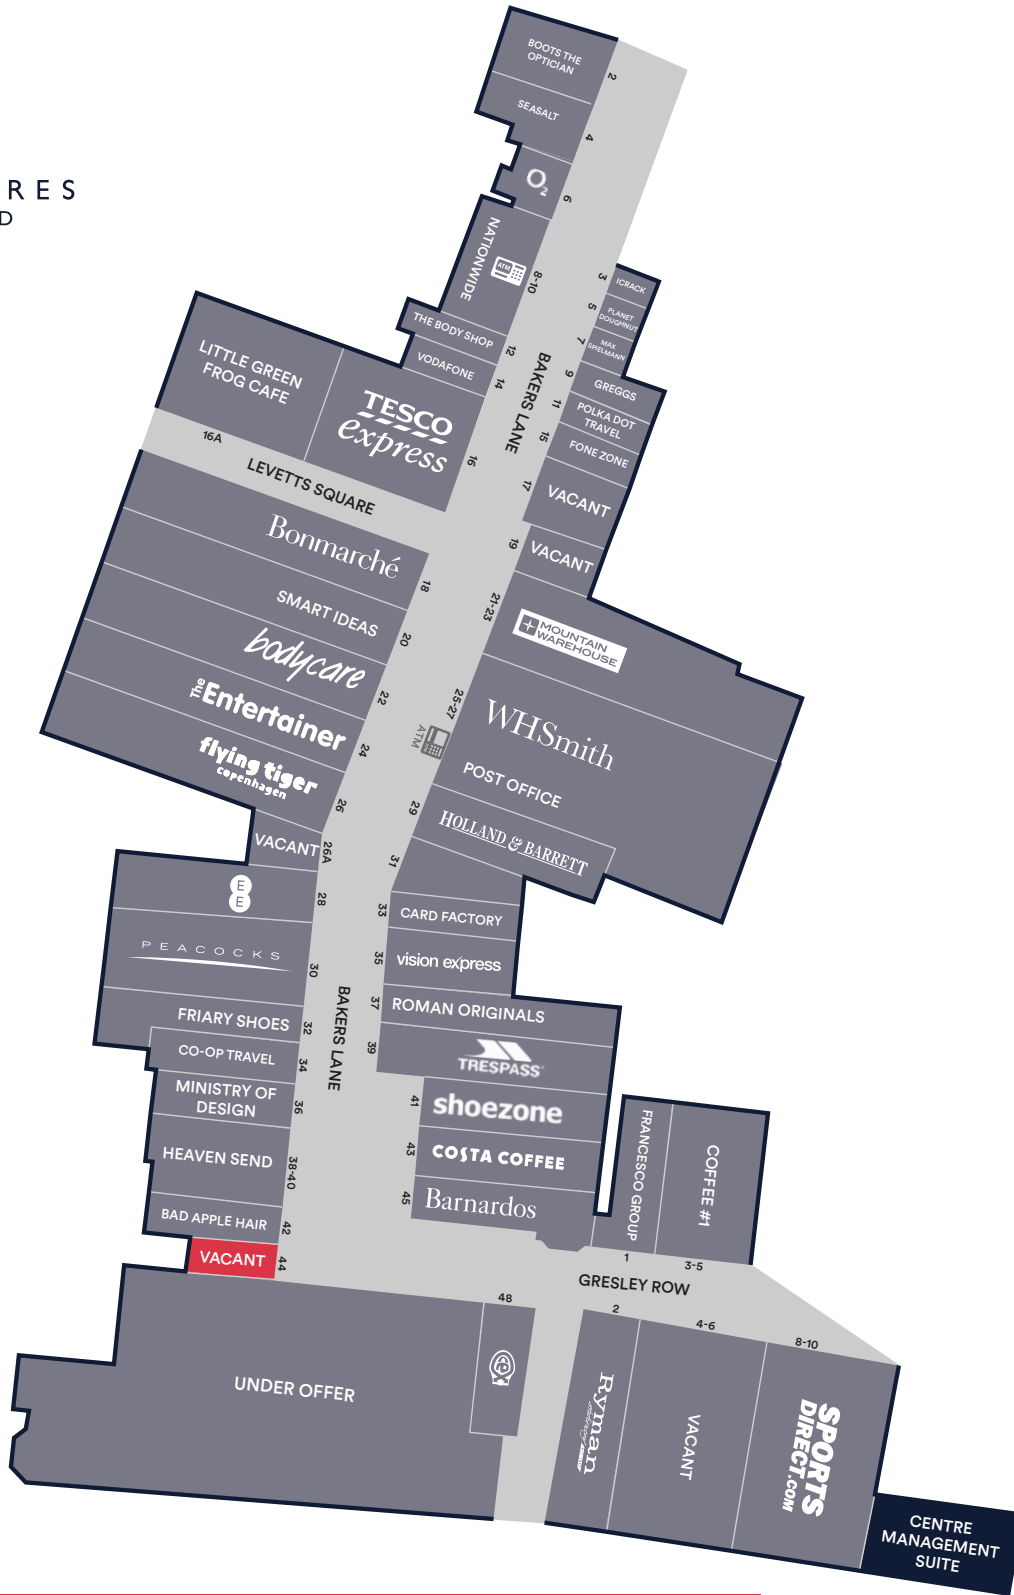 RES
D
BOOTS THE
OPTICIAN
2
SEASALT
4
O2
6
NATIONWIDE
ATM
8-10
THE BODY SHOP
12
VODAFONE
14
3
ICRACK
5
PLANET
DOUGHNUT
7
MAX
SPIELMANN
9
GREGGS
11
POLKA DOT
TRAVEL
15
FONE ZONE
17
VACANT
BAKERS LANE
LITTLE GREEN
FROG CAFE
16A
TESCO
express
16
LEVETTS SQUARE
19
VACANT
Bonmarché
18
SMART IDEAS
20
bodycare
22
The
Entertainer
24
flying tiger
copenhagen
26
21-23
MOUNTAIN
WAREHOUSE
25-27
ATM
WHSmith
POST OFFICE
29
HOLLAND & BARRETT
31
VACANT
26A
E
E
28
PEACOCKS
30
FRIARY SHOES
32
CO-OP TRAVEL
34
MINISTRY OF
DESIGN
36
HEAVEN SEND
38-40
BAD APPLE HAIR
42
VACANT
44
BAKERS LANE
33
CARD FACTORY
35
vision express
37
ROMAN ORIGINALS
39
TRESPASS
41
shoezone
43
COSTA COFFEE
45
Barnardos
FRANCESCO GROUP
1
COFFEE #1
3-5
GRESLEY ROW
UNDER OFFER
48
2
Ryman
4-6
VACANT
8-10
SPORTS
DIRECT.COM
CENTRE
MANAGEMENT
SUITE